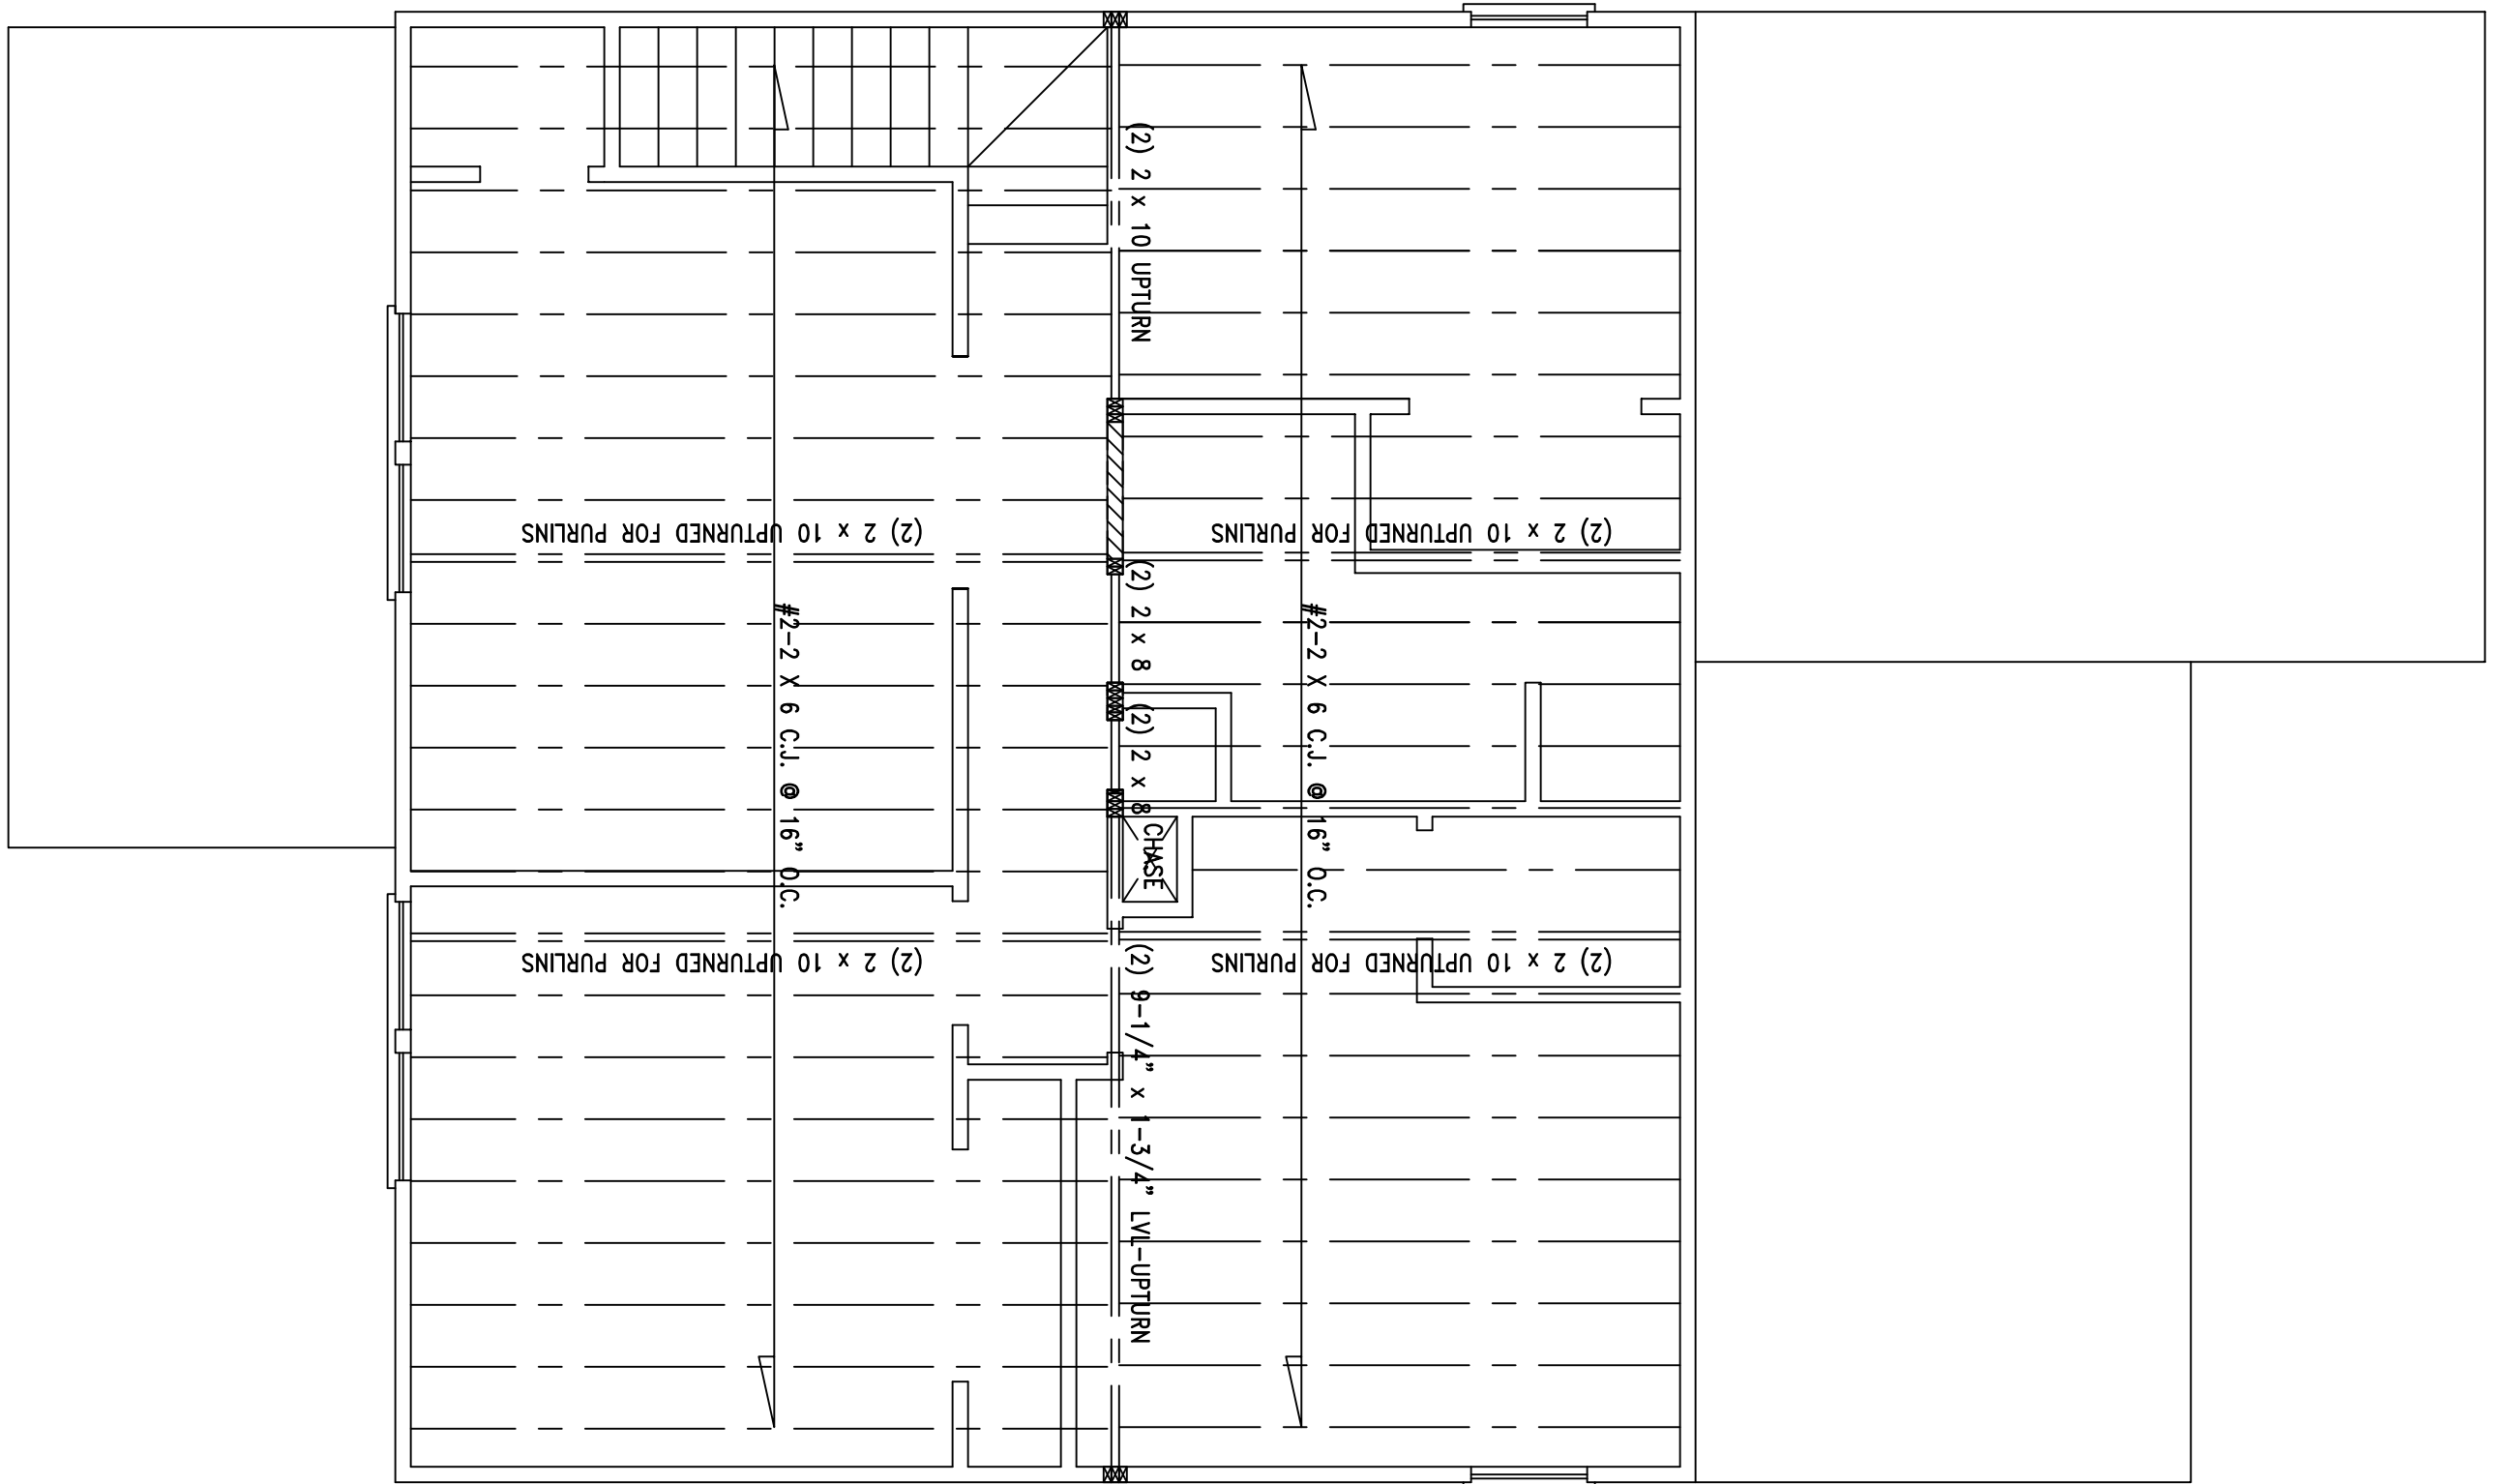 (2) 2 x 10 UPTURN
(2) 2 x 10 UPTURNED FOR PURLINS
(2) 2 x 10 UPTURNED FOR PURLINS
(2) 2 x 8
#2-2 X 6 C.J. @ 16" O.C.
#2-2 X 6 C.J. @ 16" O.C.
(2) 2 x 8
CHASE
(2) 2 x 10 UPTURNED FOR PURLINS
(2) 2 x 10 UPTURNED FOR PURLINS
(2) 9-1/4" x 1-3/4" LVL-UPTURN